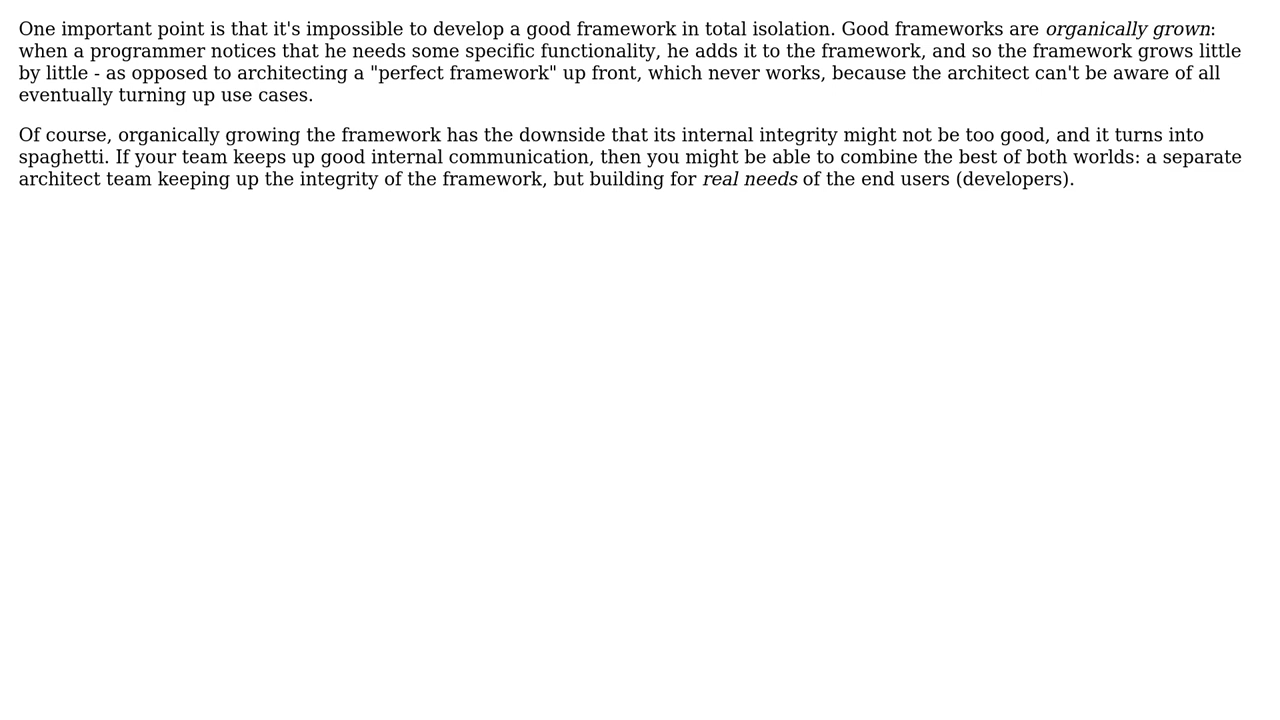 One important point is that it's impossible to develop a good framework in total isolation. Good frameworks are organically grown:
when a programmer notices that he needs some specific functionality, he adds it to the framework, and so the framework grows little
by little - as opposed to architecting a "perfect framework" up front, which never works, because the architect can't be aware of all
eventually turning up use cases.
Of course, organically growing the framework has the downside that its internal integrity might not be too good, and it turns into
spaghetti. If your team keeps up good internal communication, then you might be able to combine the best of both worlds: a separate
architect team keeping up the integrity of the framework, but building for real needs of the end users (developers).